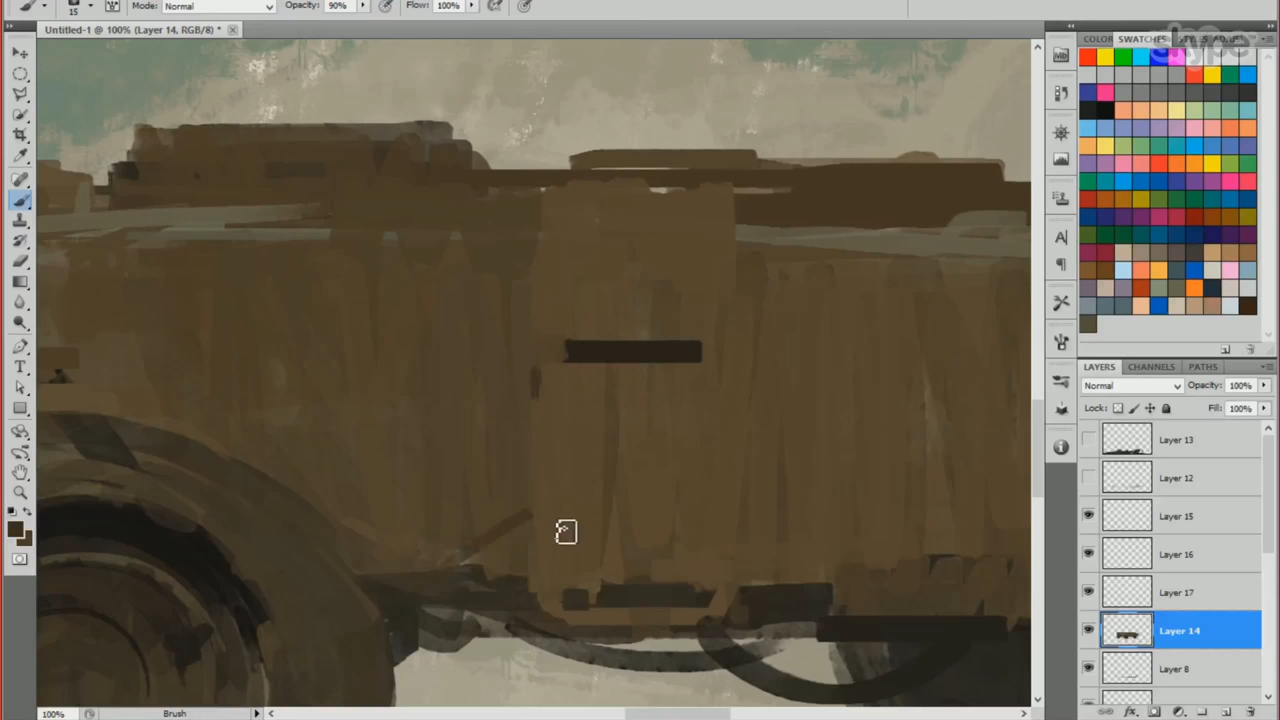 15
Mode: Normal
Opacity: 90%
Flow: 100%
Untitled-1 @ 100% (Layer 14, RGB/8) *
COLOR
SWATCHES
skype
LAYERS
CHANNELS
PATHS
Normal
Opacity: 100%
Lock:
Fill: 100%
Layer 13
Layer 12
Layer 15
Layer 16
Layer 17
Layer 14
Layer 8
100%
Brush